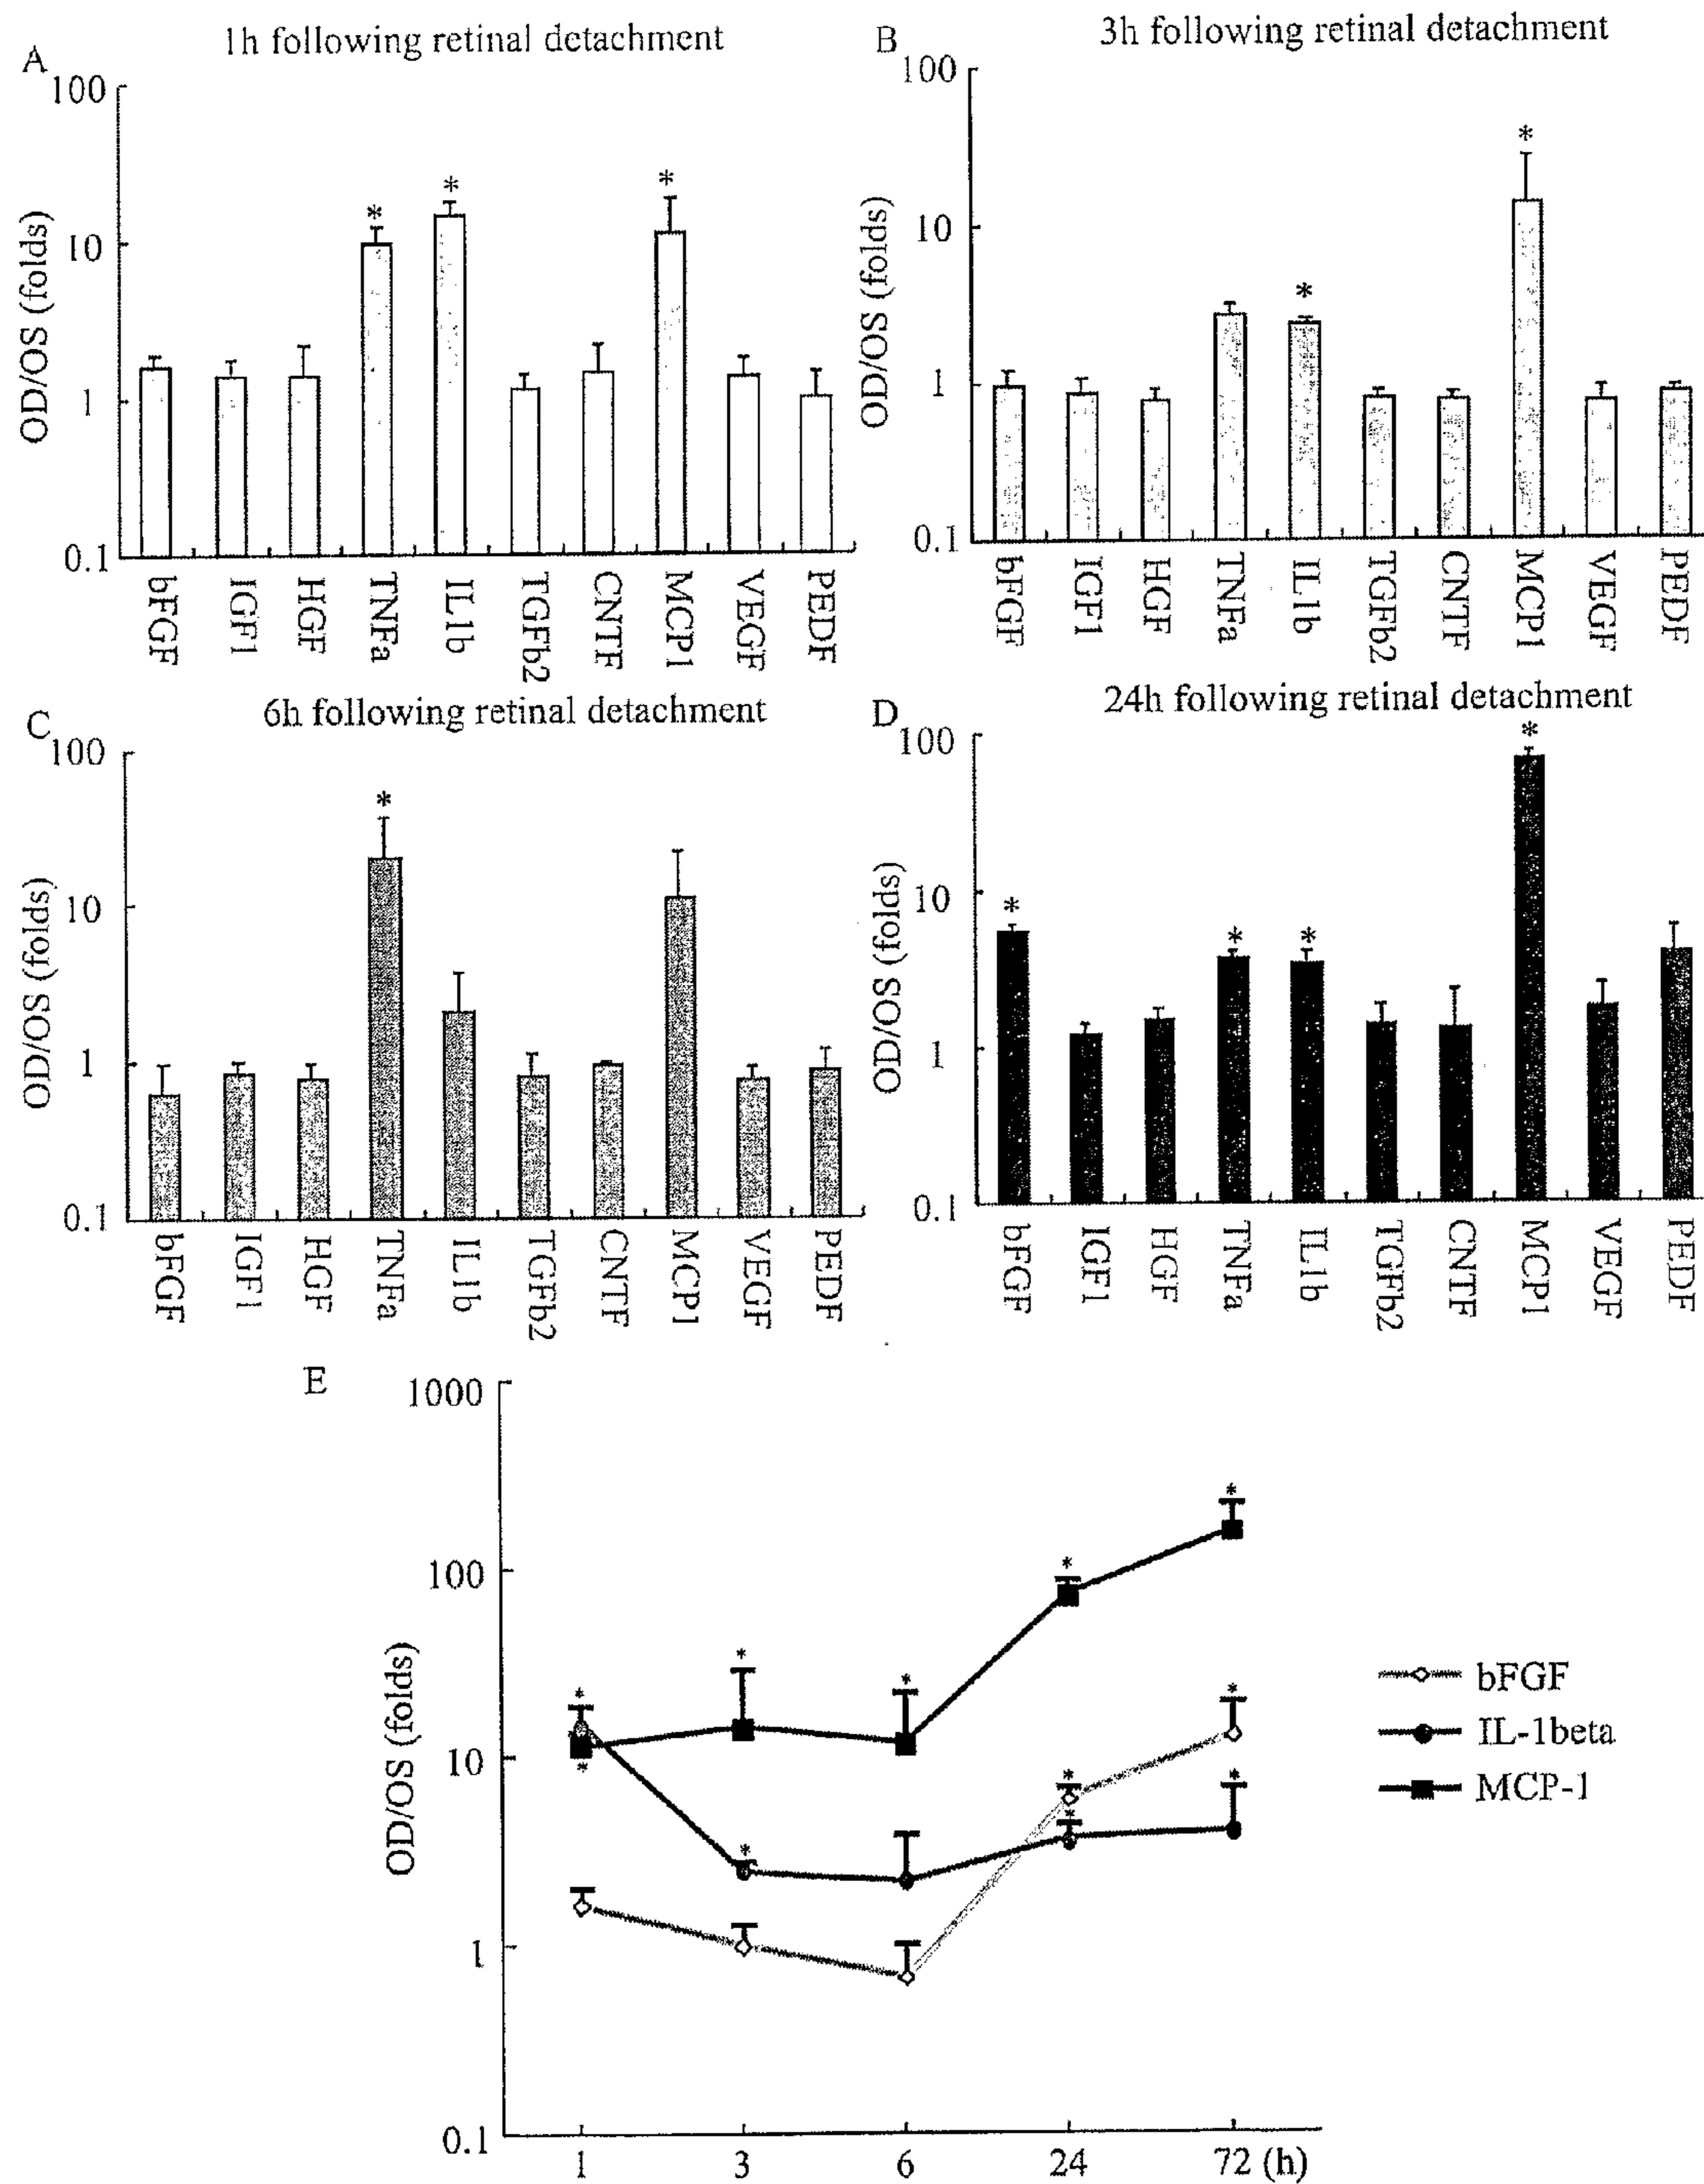 A
1h following retinal detachment
OD/OS (folds)
100
10
1
0.1
*
*
*
bFGF
IGF1
HGF
TNFa
IL1b
TGFb2
CNTF
MCP1
VEGF
PEDF
B
3h following retinal detachment
OD/OS (folds)
100
10
1
0.1
*
*
bFGF
IGF1
HGF
TNFa
IL1b
TGFb2
CNTF
MCP1
VEGF
PEDF
C
6h following retinal detachment
OD/OS (folds)
100
10
1
0.1
*
bFGF
IGF1
HGF
TNFa
IL1b
TGFb2
CNTF
MCP1
VEGF
PEDF
D
24h following retinal detachment
OD/OS (folds)
100
10
1
0.1
*
*
*
*
bFGF
IGF1
HGF
TNFa
IL1b
TGFb2
CNTF
MCP1
VEGF
PEDF
E
OD/OS (folds)
1000
100
10
1
0.1
*
*
*
*
*
*
*
*
*
*
*
1 3 6 24 72 (h)
bFGF
IL-1beta
MCP-1